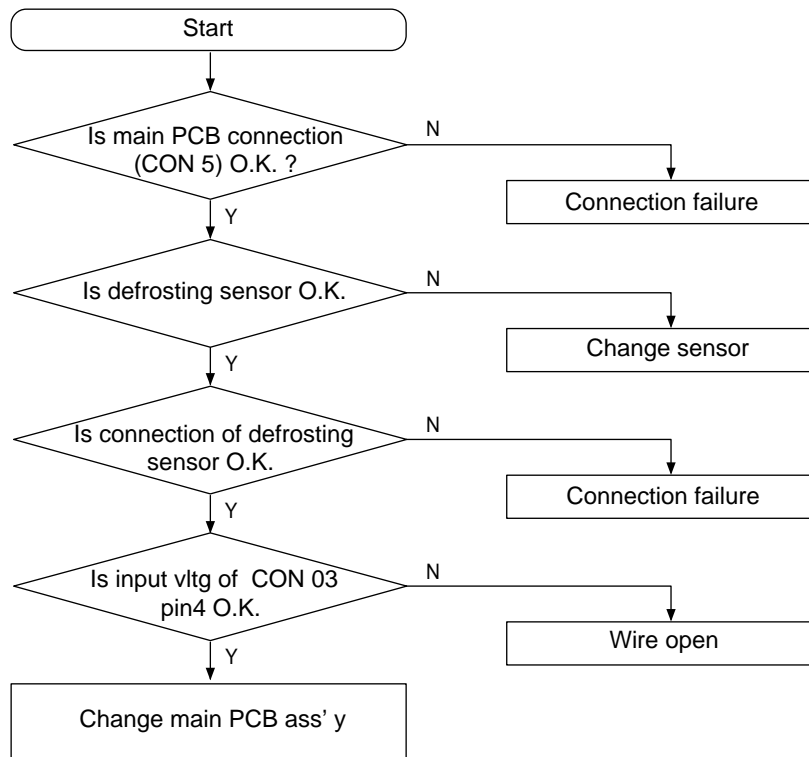 Start
Is main PCB connection
(CON 5) O.K. ?
N
Connection failure
Y
Is defrosting sensor O.K.
N
Change sensor
Y
Is connection of defrosting
sensor O.K.
N
Connection failure
Y
Is input vltg of CON 03
pin4 O.K.
N
Wire open
Y
Change main PCB ass' y